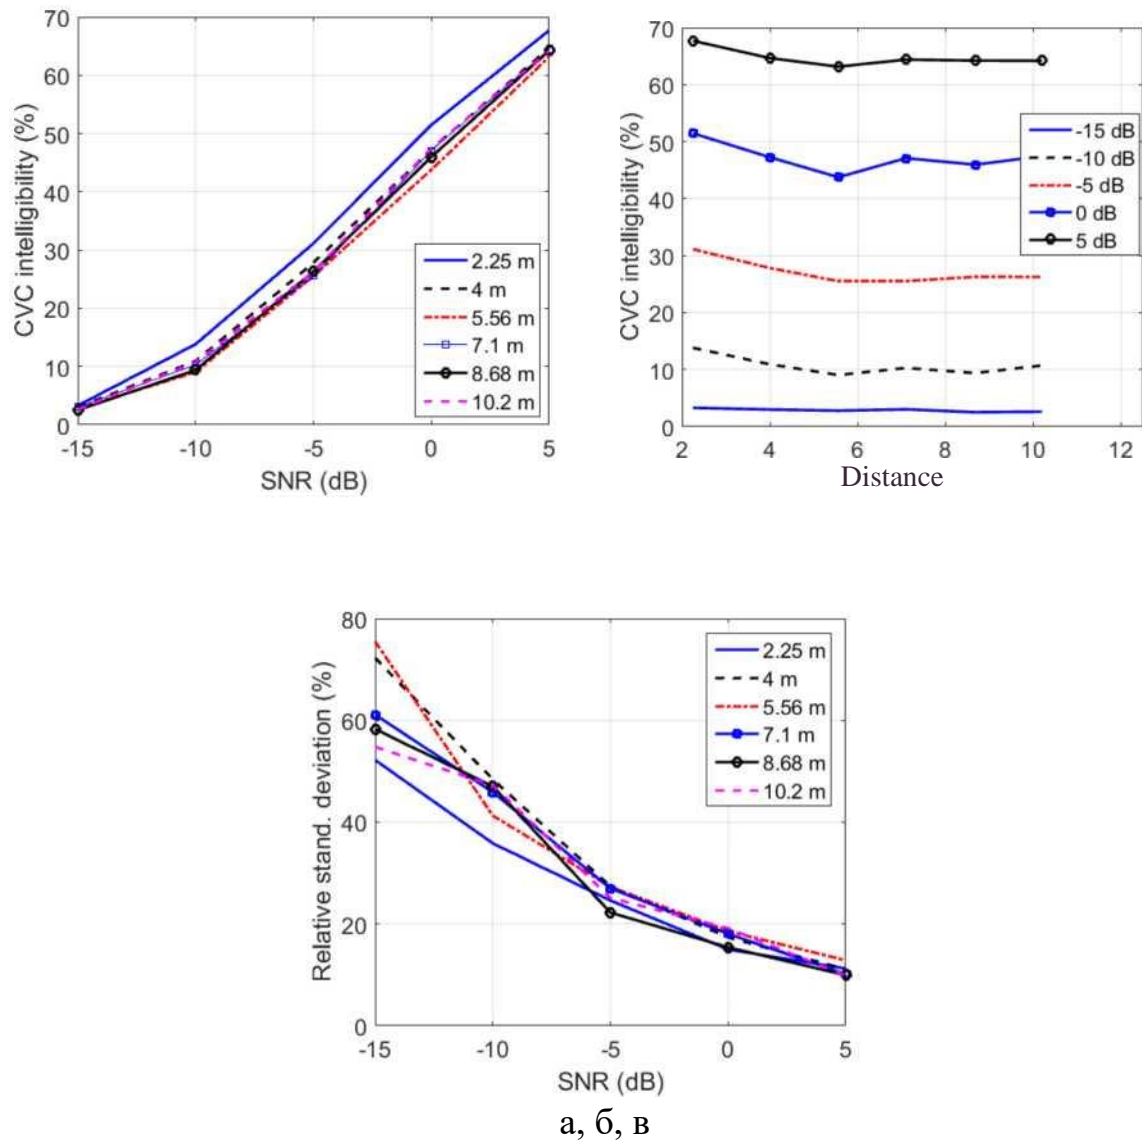 70
60
50
40
30
20
10
0
CVC intelligibility (%)
-15 -10 -5 0 5
SNR (dB)
2.25 m
4 m
5.56 m
7.1 m
8.68 m
10.2 m
70
60
50
40
30
20
10
0
CVC intelligibility (%)
2 4 6 8 10 12
Distance
-15 dB
-10 dB
-5 dB
0 dB
5 dB
80
60
40
20
0
Relative stand. deviation (%)
-15 -10 -5 0 5
SNR (dB)
2.25 m
4 m
5.56 m
7.1 m
8.68 m
10.2 m
а, б, в